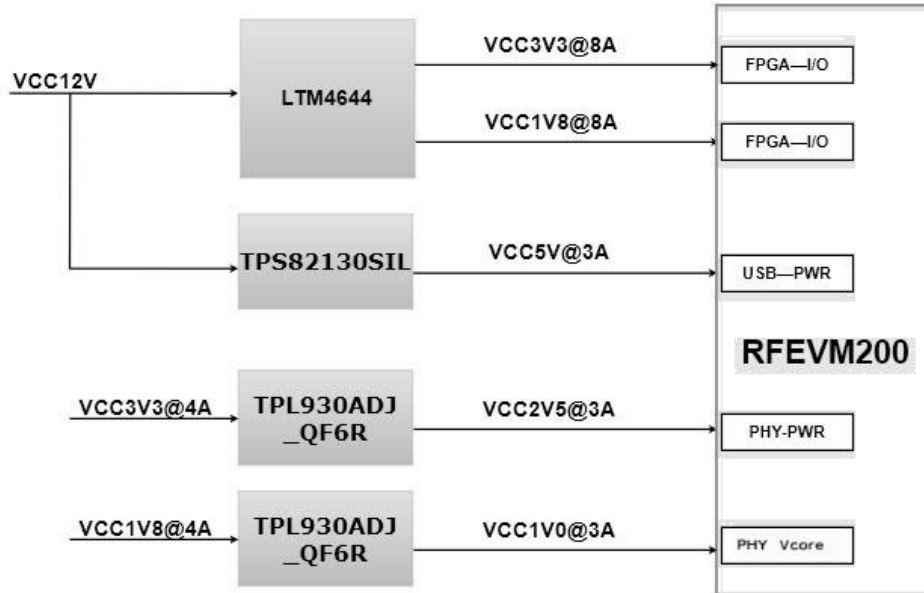 VCC12V
LTM4644
VCC3V3@8A
FPGA—I/O
VCC1V8@8A
FPGA—I/O
TPS82130SIL
VCC5V@3A
USB—PWR
RFEVM200
VCC3V3@4A
TPL930ADJ
_QF6R
VCC2V5@3A
PHY-PWR
VCC1V8@4A
TPL930ADJ
_QF6R
VCC1V0@3A
PHY Vcore